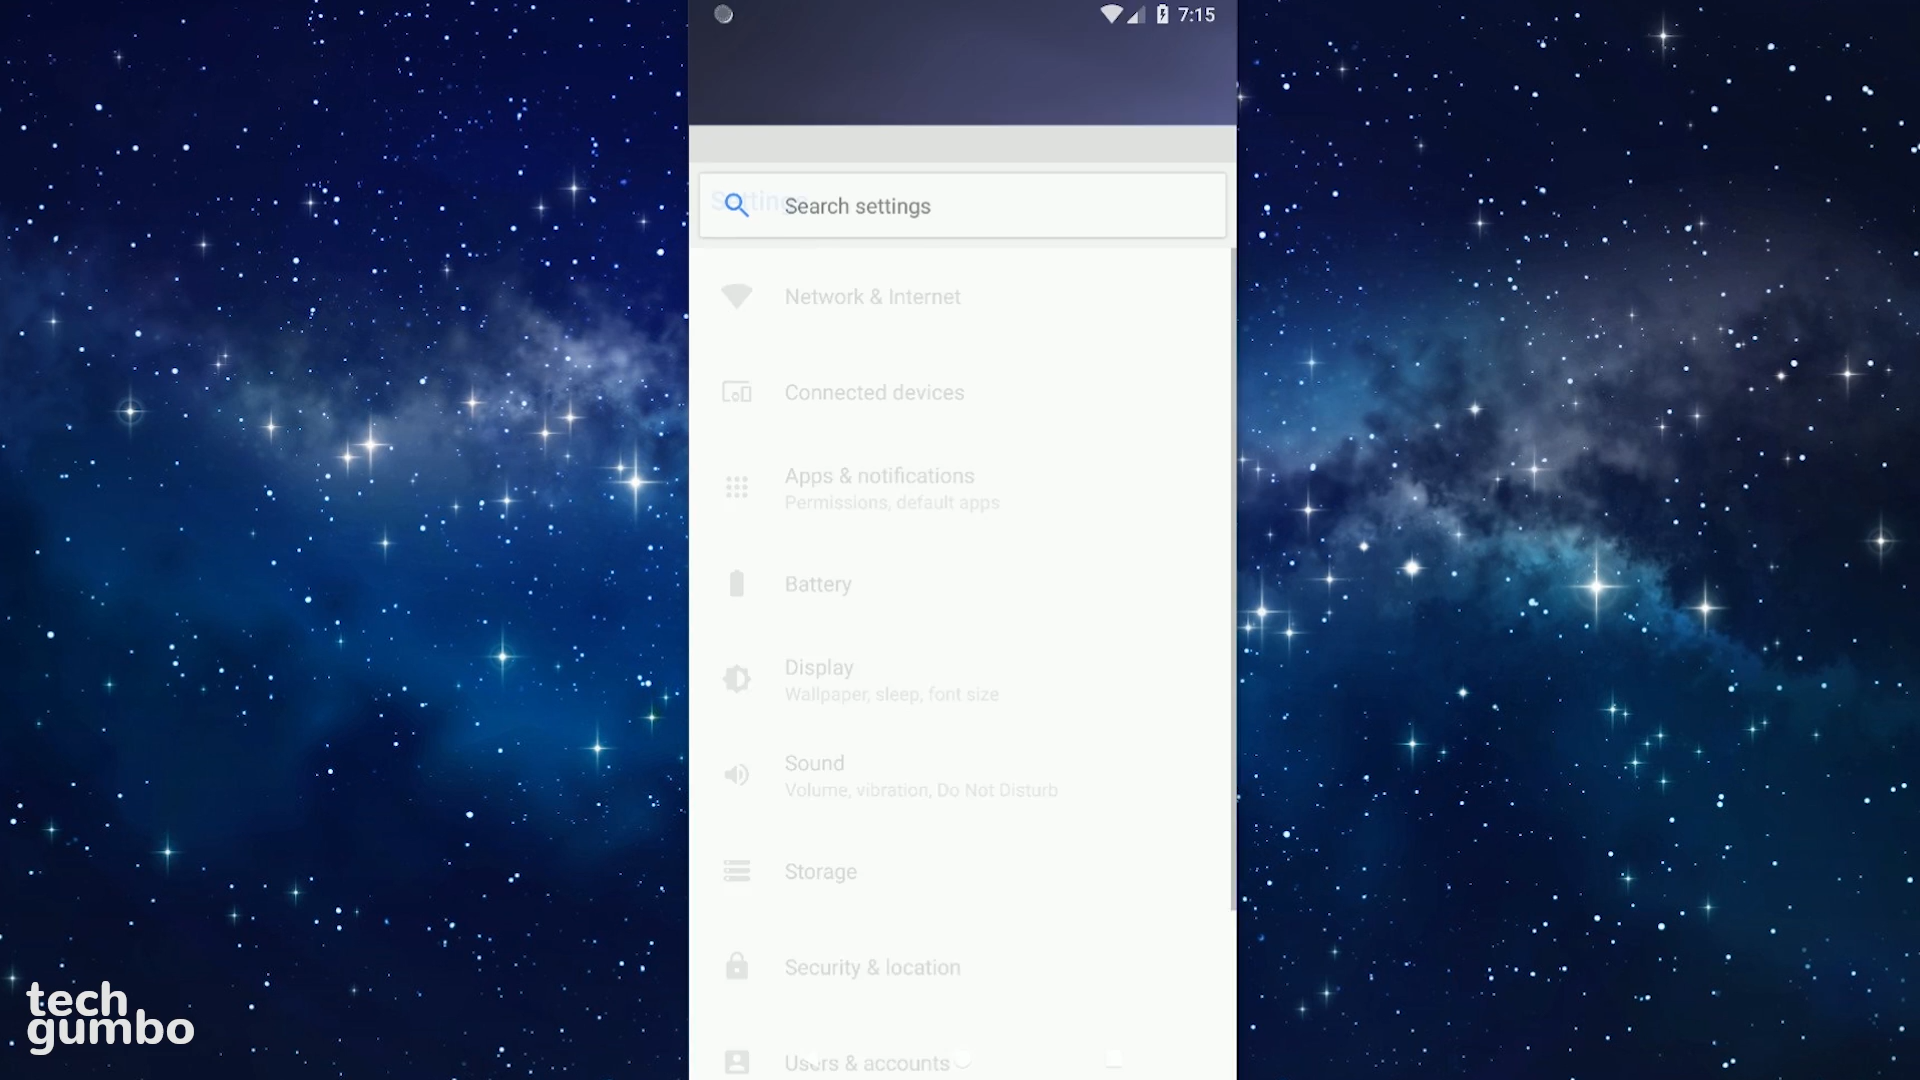 7:15
Settings
Search settings
Network & Internet
Connected devices
Apps & notifications
Permissions, default apps
Battery
Display
Wallpaper, sleep, font size
Sound
Volume, vibration, Do Not Disturb
Storage
Security & location
Users & accounts
tech
gumbo